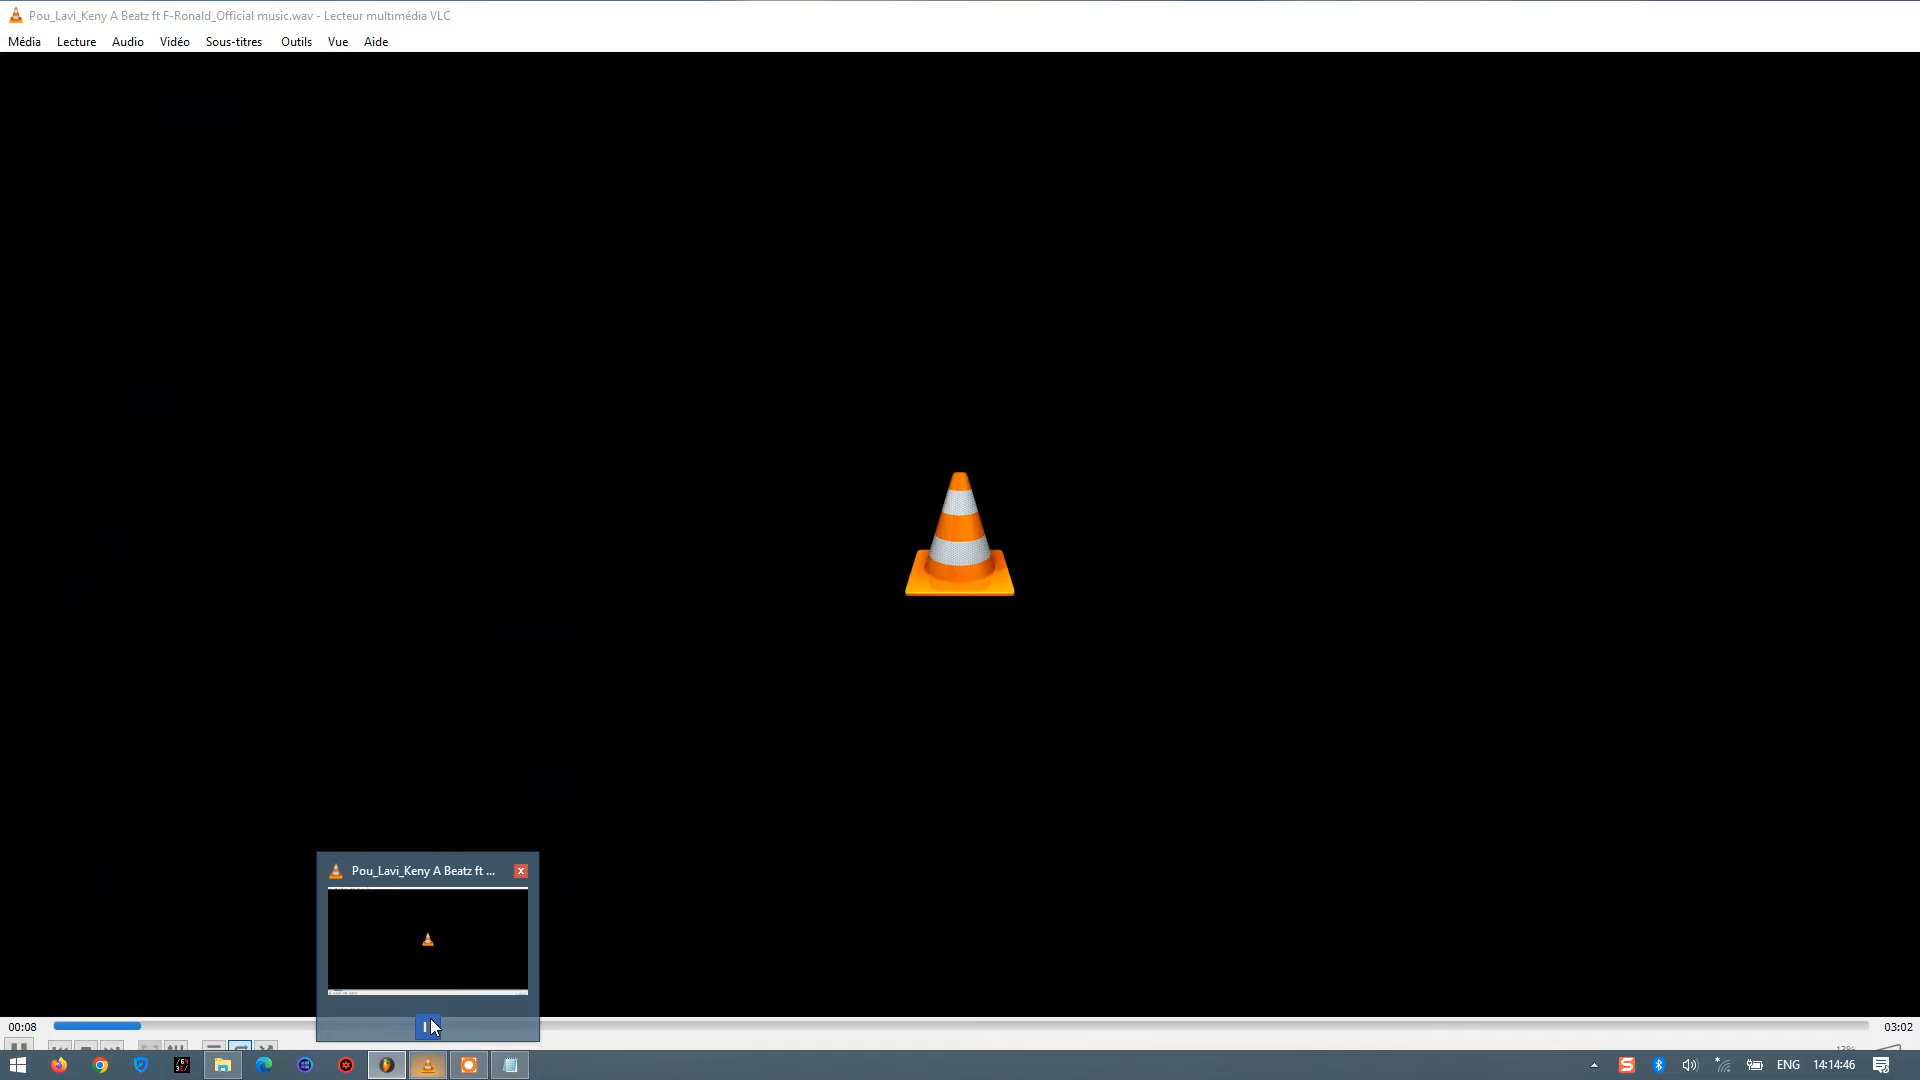 Pou_Lavi_Keny A Beatz ft F-Ronald_Official music.wav - Lecteur multimédia VLC
Média Lecture Audio Vidéo Sous-titres Outils Vue Aide
Pou_Lavi_Keny A Beatz ft ... x
00:08 03:02
13%
ENG 14:14:46